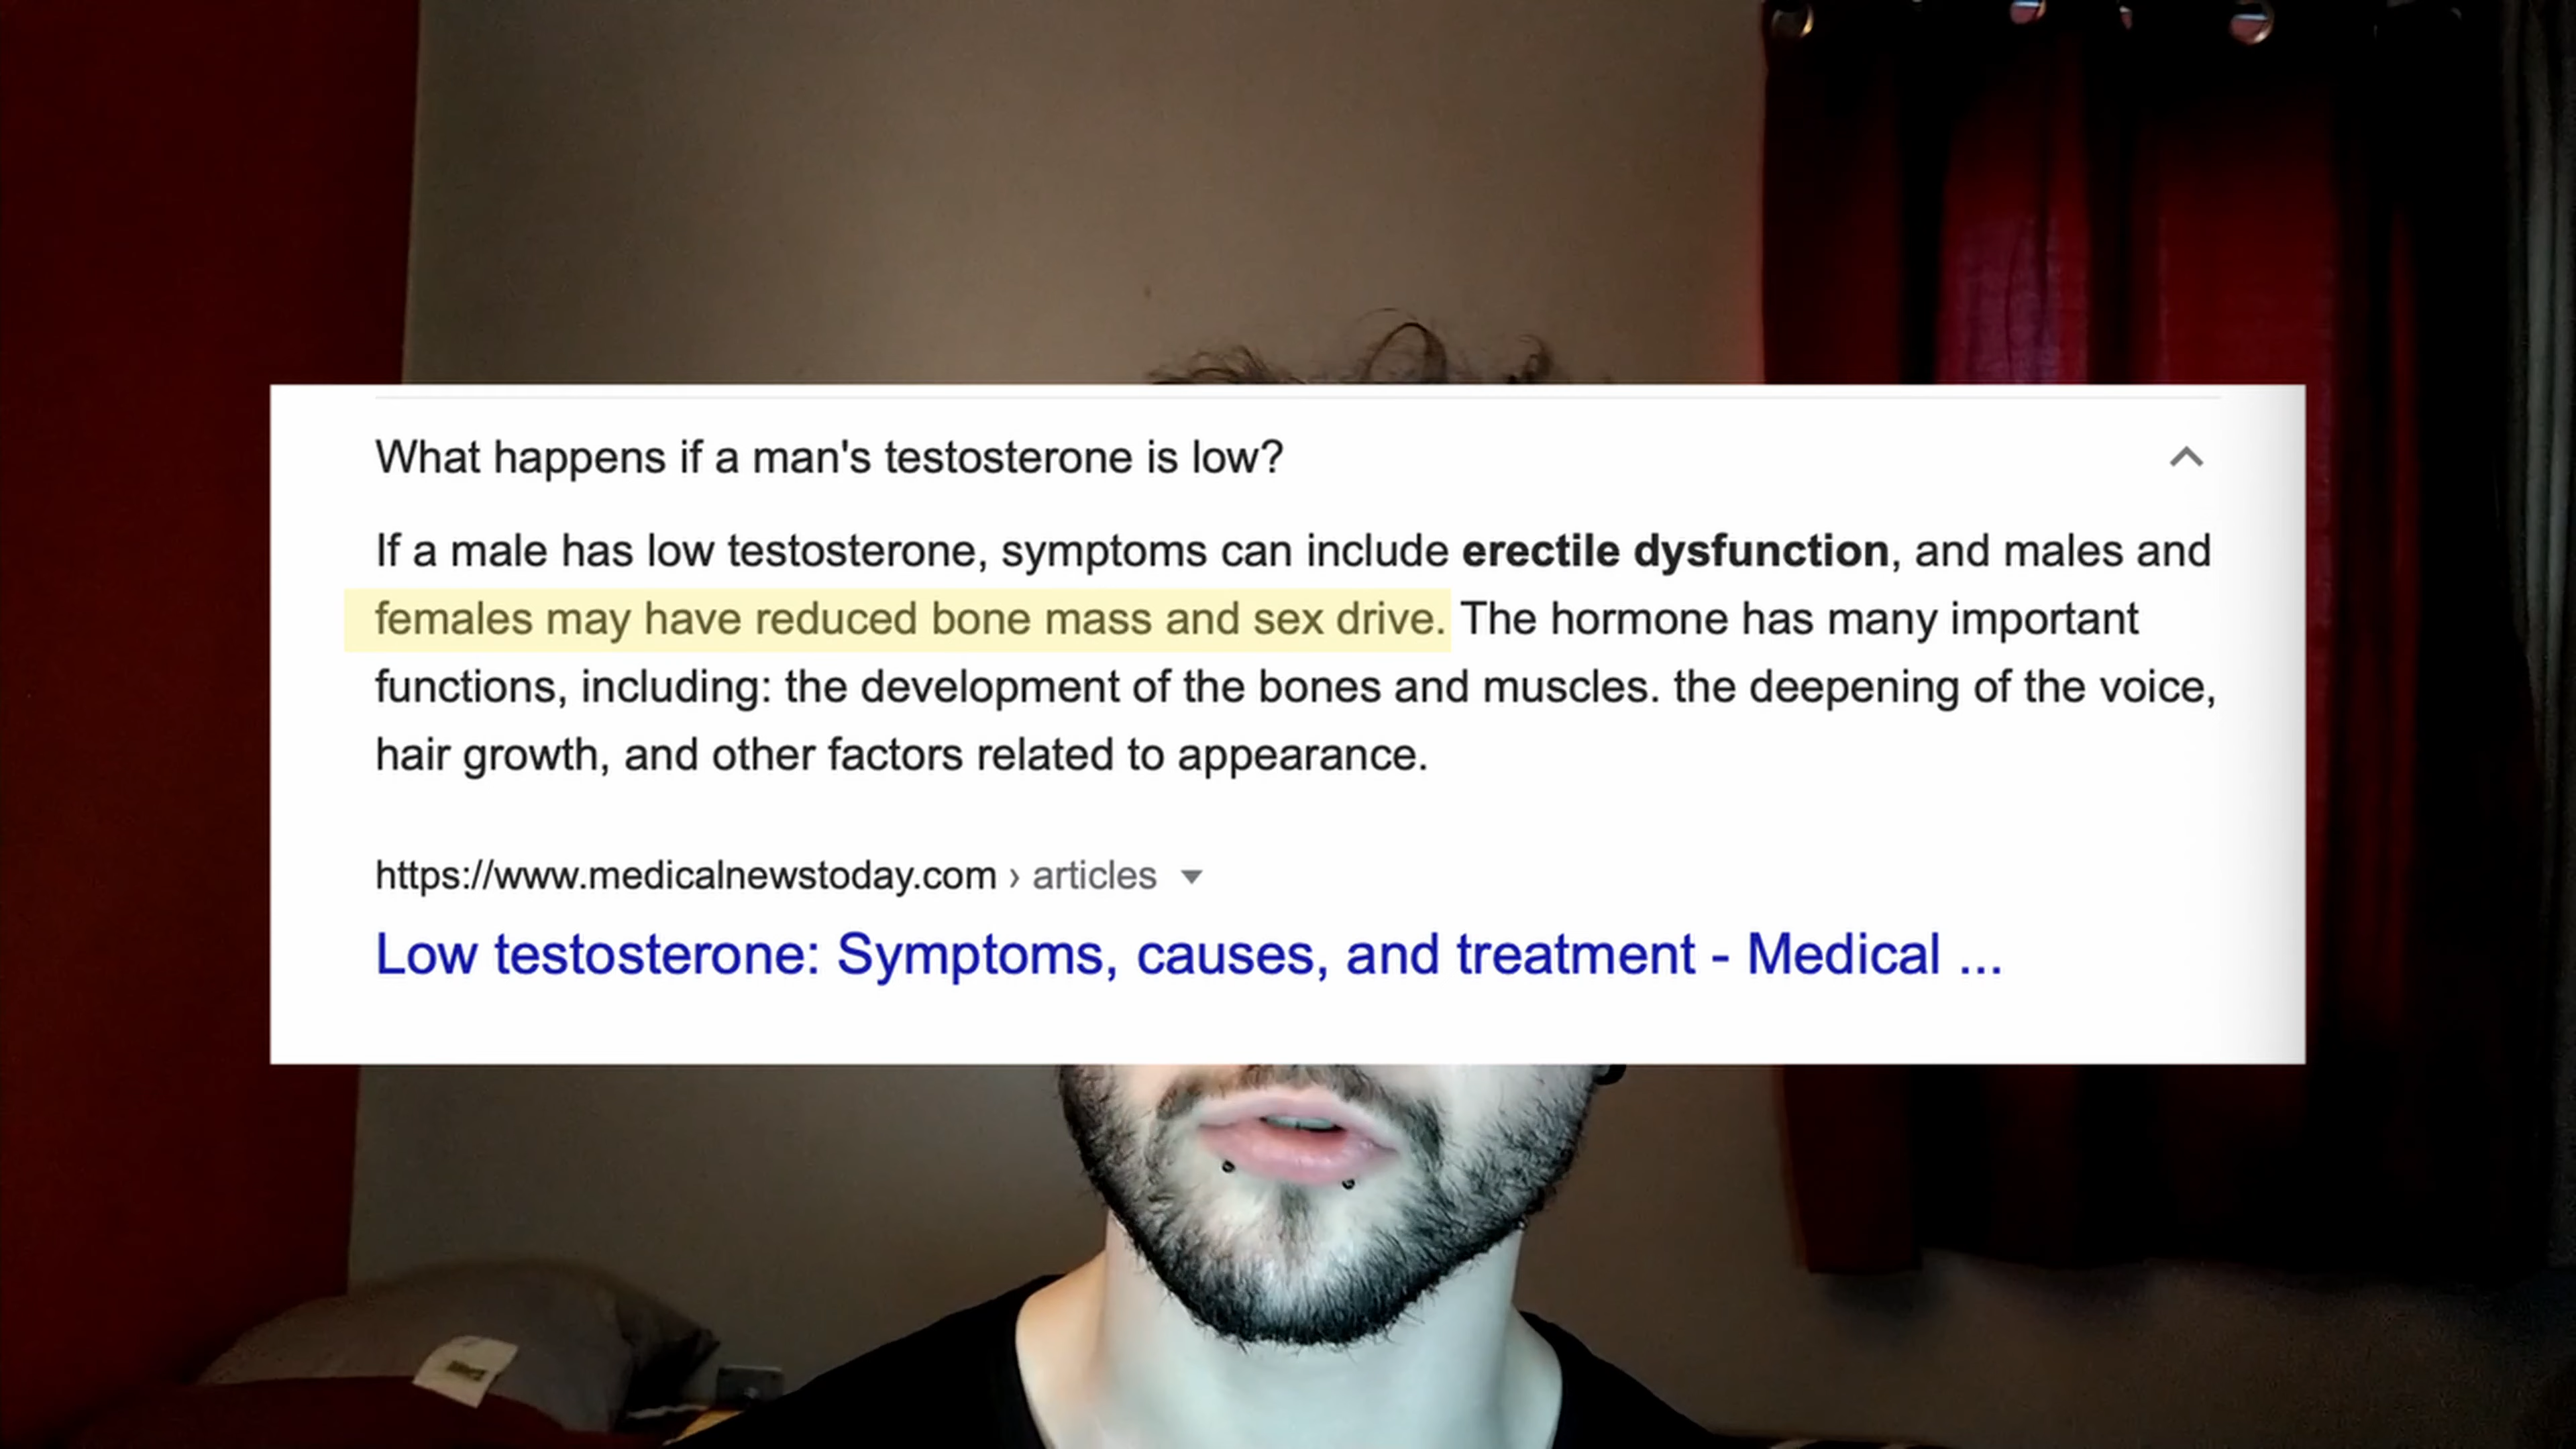 What happens if a man's testosterone is low?
If a male has low testosterone, symptoms can include erectile dysfunction, and males and
females may have reduced bone mass and sex drive. The hormone has many important
functions, including: the development of the bones and muscles. the deepening of the voice,
hair growth, and other factors related to appearance.
https://www.medicalnewstoday.com › articles
Low testosterone: Symptoms, causes, and treatment - Medical ...